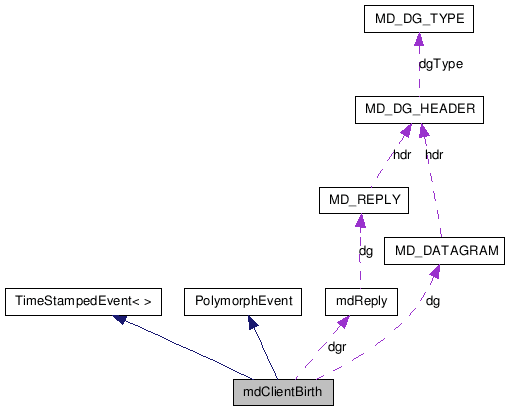 MD_DG_TYPE
dgType
MD_DG_HEADER
hdr
hdr
MD_REPLY
dg
MD_DATAGRAM
TimeStampedEvent< >
PolymorphEvent
mdReply
dg
dgr
mdClientBirth